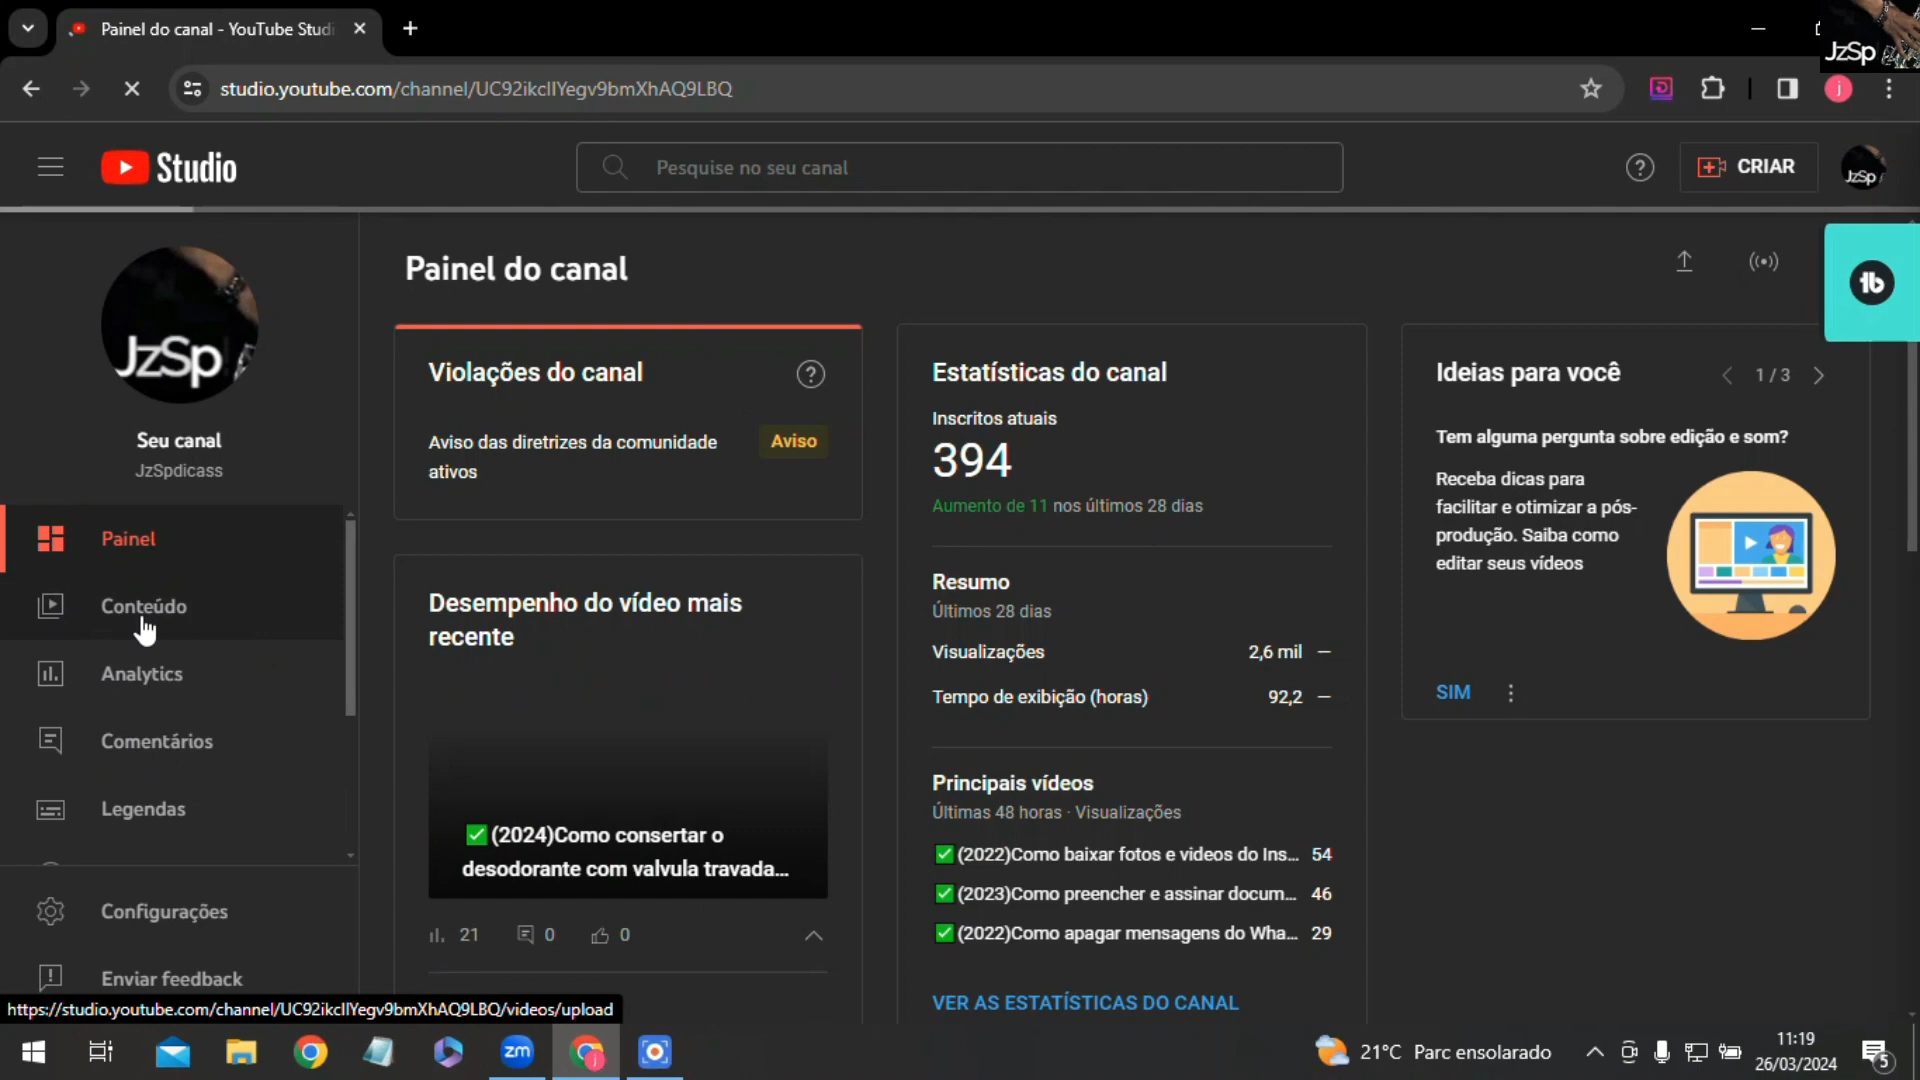 Painel do canal - YouTube Studi
JzSp
studio.youtube.com/channel/UC92ikcIlYegv9bmXhAQ9LBQ
j
Studio
Pesquise no seu canal
CRIAR
JzSp
JzSp
Seu canal
JzSpdicass
Painel
Conteúdo
Analytics
Comentários
Legendas
Configurações
Enviar feedback
Painel do canal
Violações do canal
Aviso das diretrizes da comunidade
ativos
Aviso
Desempenho do vídeo mais
recente
✅(2024)Como consertar o
desodorante com valvula travada...
21 0 0
Estatísticas do canal
Inscritos atuais
394
Aumento de 11 nos últimos 28 dias
Resumo
Últimos 28 dias
Visualizações 2,6 mil —
Tempo de exibição (horas) 92,2 —
Principais vídeos
Últimas 48 horas · Visualizações
✅(2022)Como baixar fotos e videos do Ins... 54
✅(2023)Como preencher e assinar docum... 46
✅(2022)Como apagar mensagens do Wha... 29
VER AS ESTATÍSTICAS DO CANAL
Ideias para você
1 / 3
Tem alguma pergunta sobre edição e som?
Receba dicas para
facilitar e otimizar a pós-
produção. Saiba como
editar seus vídeos
SIM
tb
https://studio.youtube.com/channel/UC92ikcIlYegv9bmXhAQ9LBQ/videos/upload
zm
j
21°C Parc ensolarado
11:19
26/03/2024
5